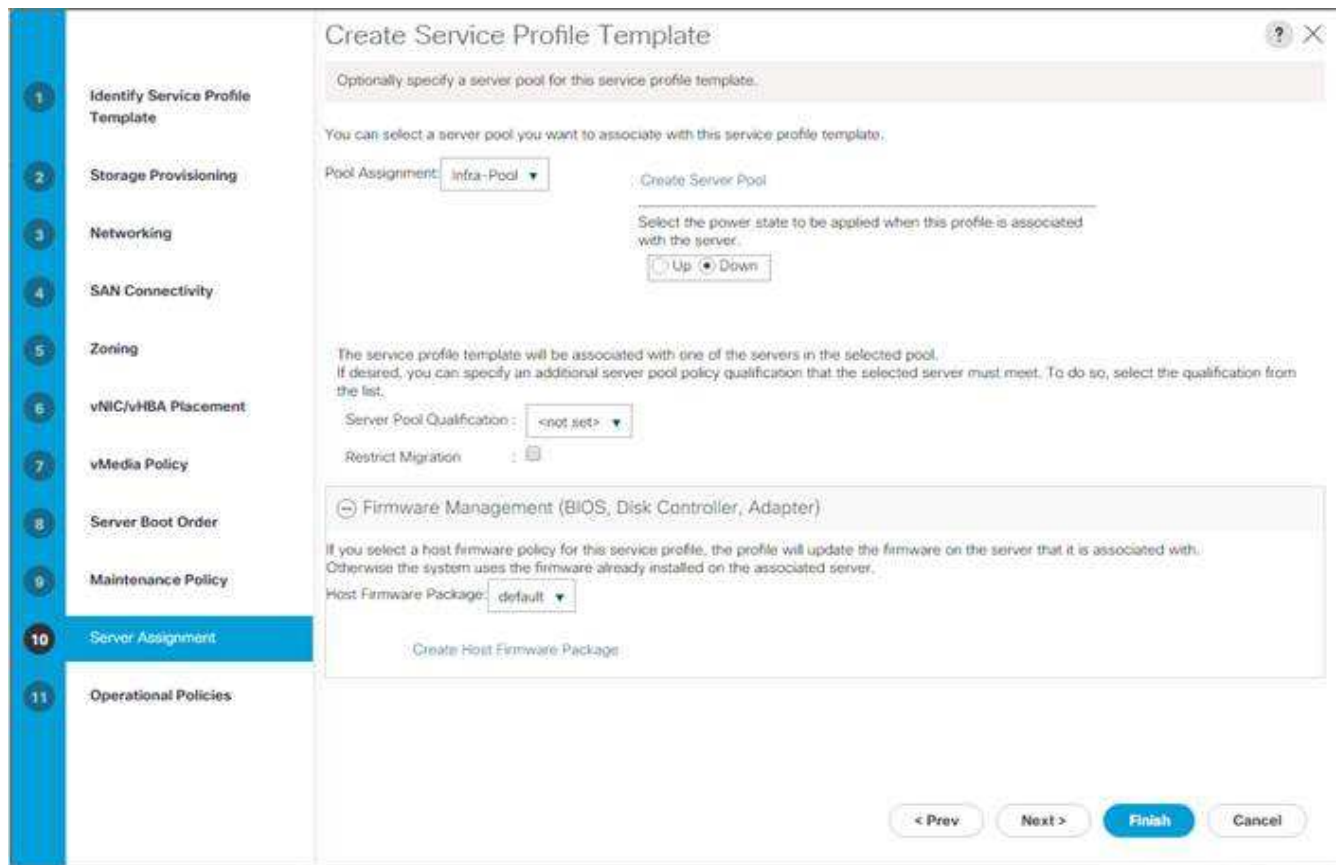 Create Service Profile Template
?
Optionally specify a server pool for this service profile template.
1
Identify Service Profile
Template
2
Storage Provisioning
3
Networking
4
SAN Connectivity
5
Zoning
6
vNIC/vHBA Placement
7
vMedia Policy
8
Server Boot Order
9
Maintenance Policy
10
Server Assignment
11
Operational Policies
You can select a server pool you want to associate with this service profile template.
Pool Assignment: Infra-Pool
Create Server Pool
Select the power state to be applied when this profile is associated
with the server.
Up Down
The service profile template will be associated with one of the servers in the selected pool.
If desired, you can specify an additional server pool policy qualification that the selected server must meet. To do so, select the qualification from
the list.
Server Pool Qualification : <not set>
Restrict Migration :
Firmware Management (BIOS, Disk Controller, Adapter)
If you select a host firmware policy for this service profile, the profile will update the firmware on the server that it is associated with.
Otherwise the system uses the firmware already installed on the associated server.
Host Firmware Package: default
Create Host Firmware Package
< Prev
Next >
Finish
Cancel